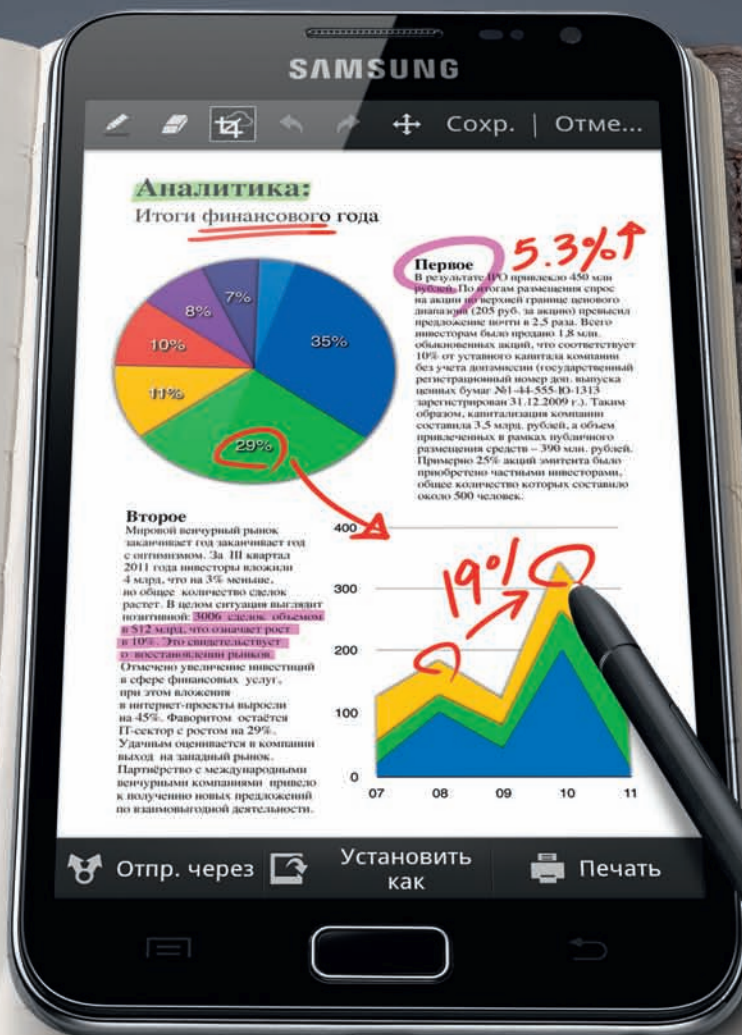 SAMSUNG
Сохр. | Отме...
Аналитика:
Итоги финансового года
5.3%↑
7%
8%
35%
10%
11%
29%
Первое
В результате IPO привлекло 450 млн
рублей. По итогам размещения спрос
на акции по верхней границе ценового
диапазона (205 руб. за акцию) превысил
предложение почти в 2,5 раза. Всего
инвесторам было продано 1,8 млн.
обыкновенных акций, что соответствует
10% от уставного капитала компании
без учета допэмиссии (государственный
регистрационный номер доп. выпуска
ценных бумаг №1-44-555-Ю-1313
зарегистрирован 31.12.2009 г.). Таким
образом, капитализация компании
составила 3,5 млрд. рублей, а объем
привлеченных в рамках публичного
размещения средств – 390 млн. рублей.
Примерно 25% акций эмитента было
приобретено частными инвесторами,
общее количество которых составило
около 500 человек.
Второе
Мировой венчурный рынок
заканчивает год заканчивает год
с оптимизмом. За III квартал
2011 года инвесторы вложили
4 млрд, что на 3% меньше,
но общее количество сделок
растет. В целом ситуация выглядит
позитивной: 3006 сделок объемом
в $12 млрд, что означает рост
в 10%. Это свидетельствует
о восстановлении рынков.
Отмечено увеличение инвестиций
в сфере финансовых услуг,
при этом вложения
в интернет-проекты выросли
на 45%. Фаворитом остаётся
IT-сектор с ростом на 29%.
Удачным оценивается в компании
выход на западный рынок.
Партнёрство с международными
венчурными компаниями привело
к получению новых предложений
по взаимовыгодной деятельности.
400
300
200
100
0
19%
07 08 09 10 11
Отпр. через
Установить
как
Печать